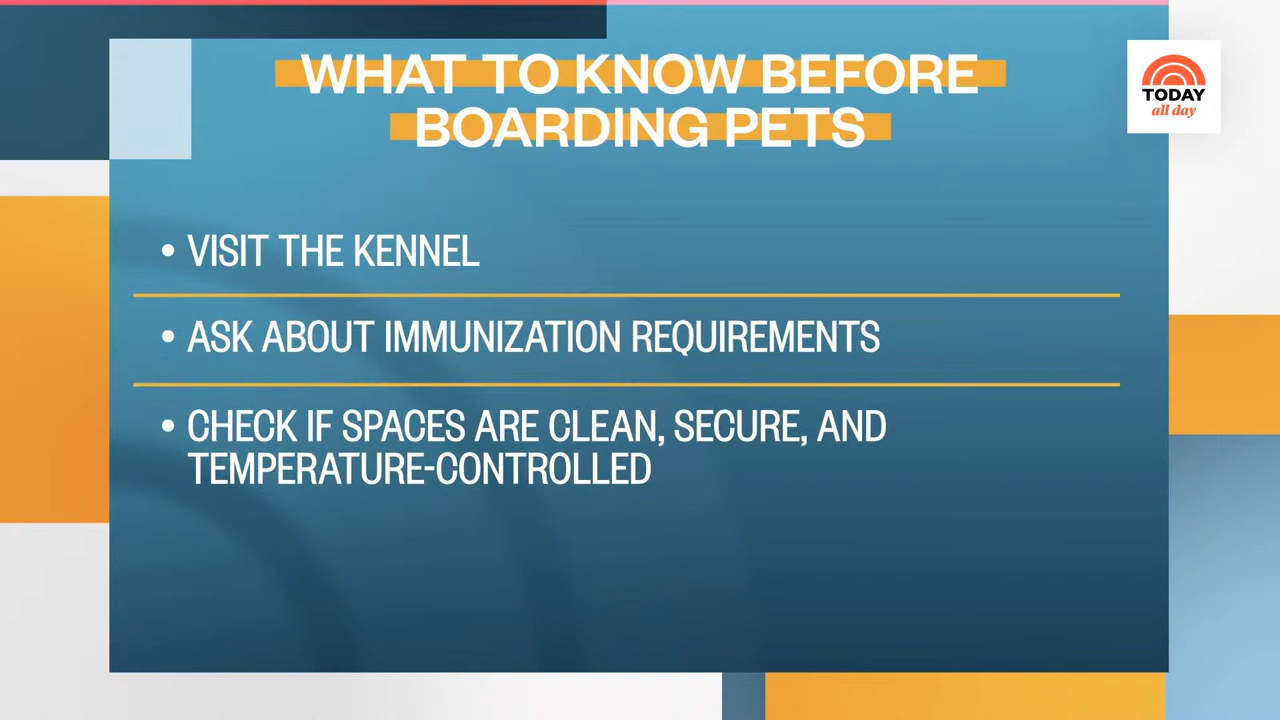 WHAT TO KNOW BEFORE
BOARDING PETS
TODAY
all day
• VISIT THE KENNEL
• ASK ABOUT IMMUNIZATION REQUIREMENTS
• CHECK IF SPACES ARE CLEAN, SECURE, AND
TEMPERATURE-CONTROLLED